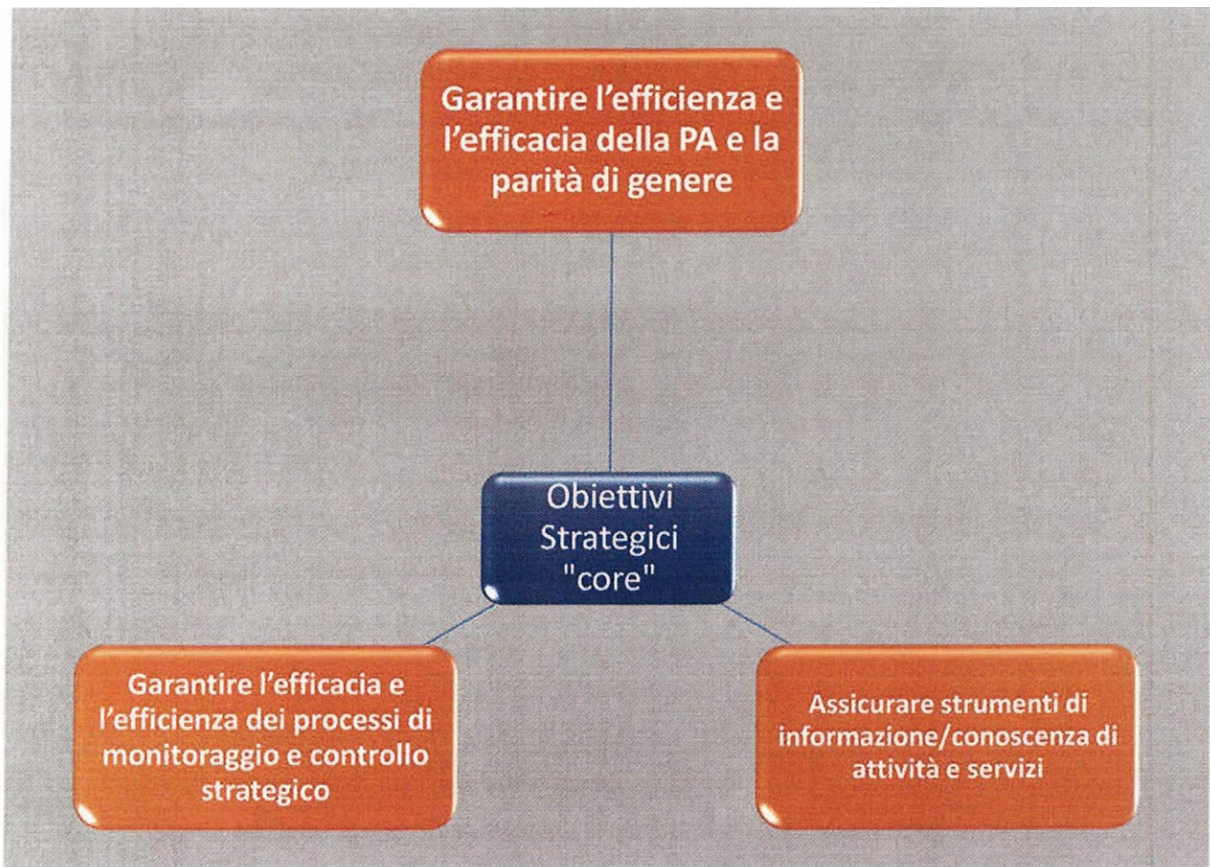 Garantire l'efficienza e
l'efficacia della PA e la
parità di genere
Obiettivi
Strategici
"core"
Garantire l'efficacia e
l'efficienza dei processi di
monitoraggio e controllo
strategico
Assicurare strumenti di
informazione/conoscenza di
attività e servizi